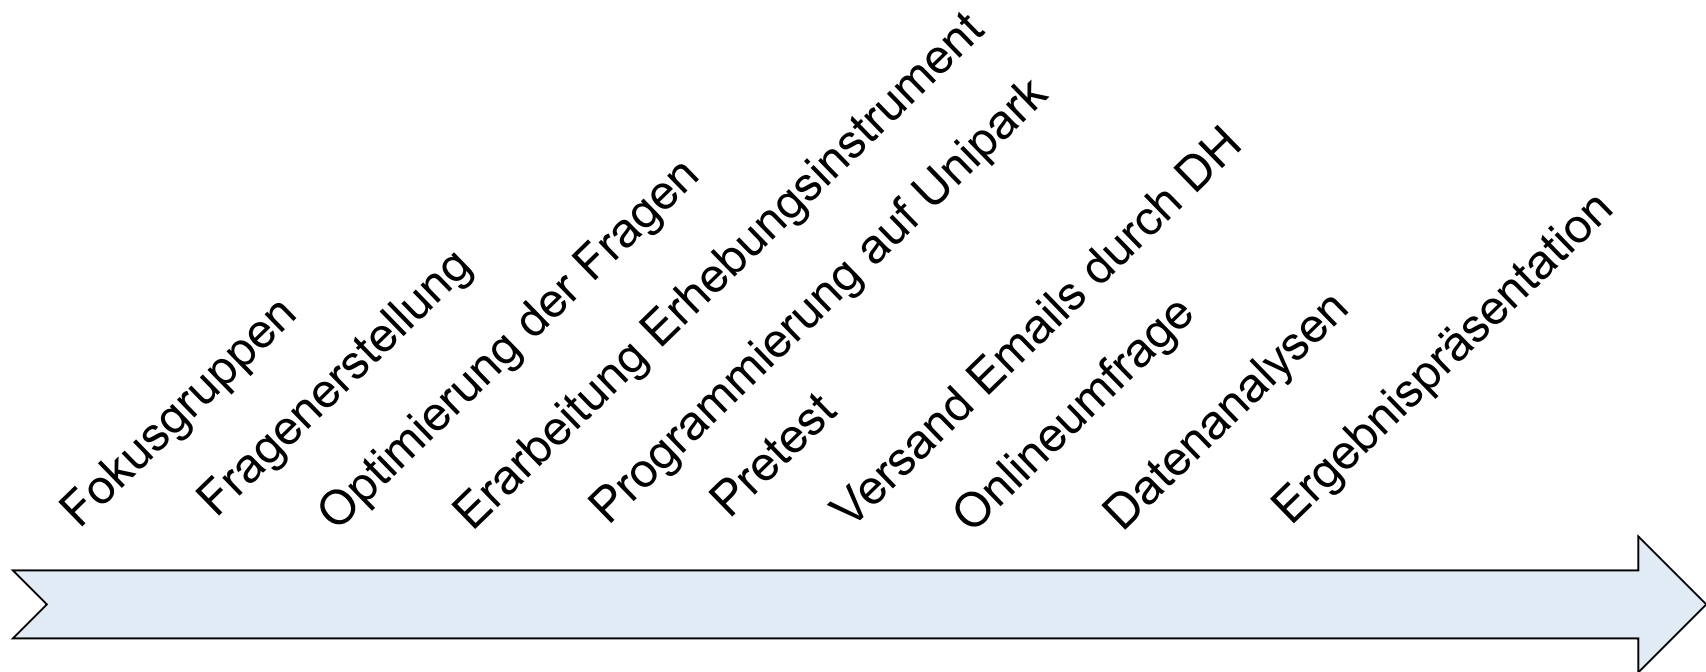 Fokusgruppen
Fragenerstellung
Optimierung der Fragen
Erarbeitung Erhebungsinstrument
Programmierung auf Unipark
Pretest
Versand Emails durch DH
Onlineumfrage
Datenanalysen
Ergebnispräsentation